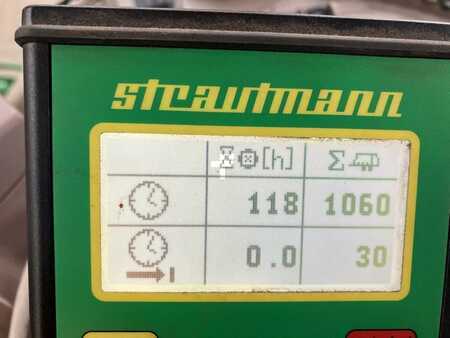 strautmann
[h] Σ
118 1060
0.0 30